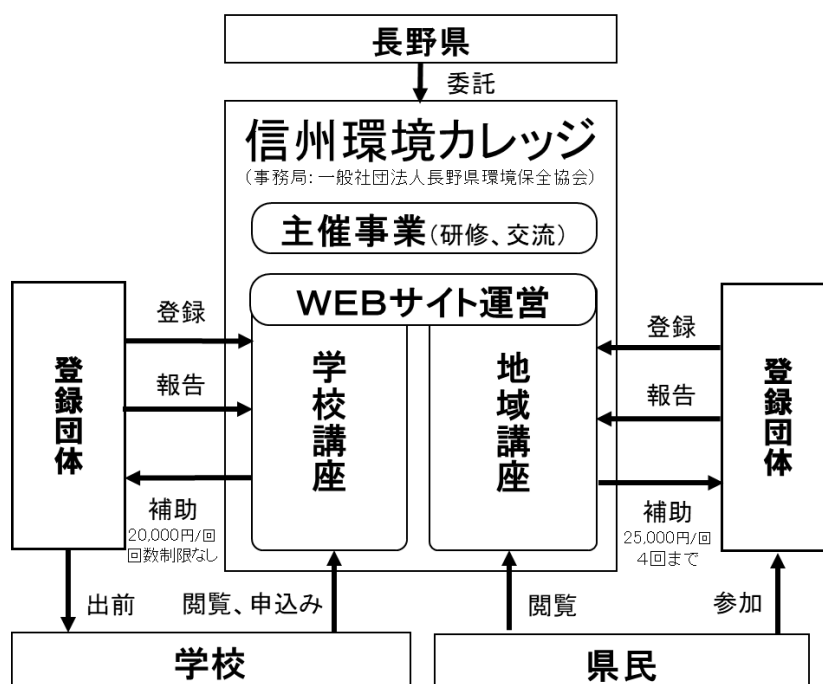 長野県
委託
信州環境カレッジ
（事務局：一般社団法人長野県環境保全協会）
主催事業（研修、交流）
WEBサイト運営
登録団体
登録
報告
補助
20,000円/回
回数制限なし
学校講座
地域講座
登録
報告
補助
25,000円/回
4回まで
登録団体
出前
閲覧、申込み
閲覧
参加
学校
県民